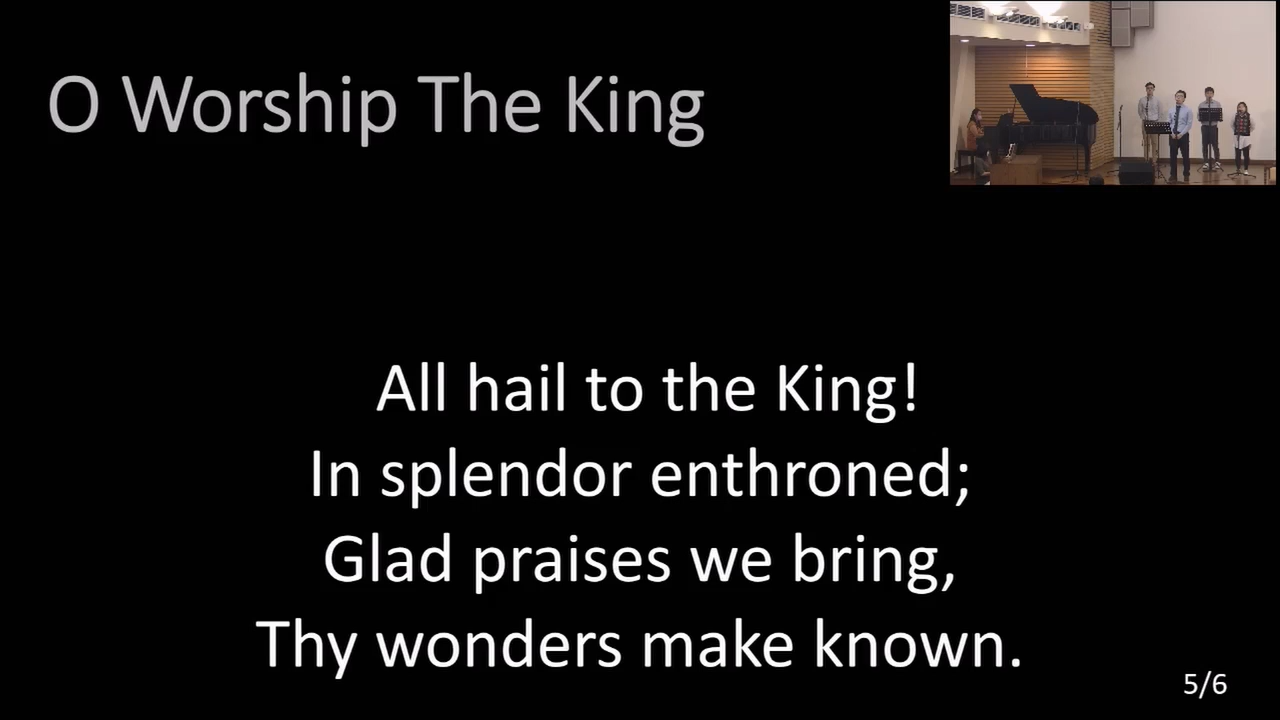 O Worship The King
All hail to the King!
In splendor enthroned;
Glad praises we bring,
Thy wonders make known.
5/6